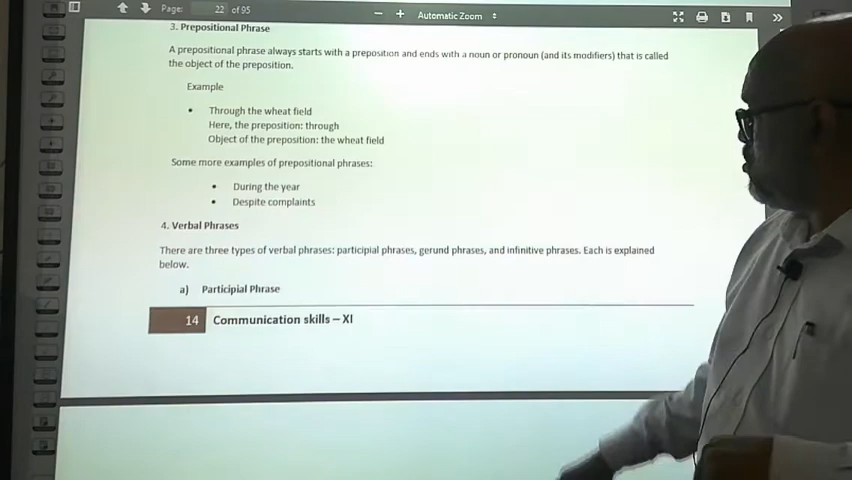 Page:
22
of 95
Automatic Zoom
3. Prepositional Phrase
A prepositional phrase always starts with a preposition and ends with a noun or pronoun (and its modifiers) that is called
the object of the preposition.
Example
• Through the wheat field
Here, the preposition: through
Object of the preposition: the wheat field
Some more examples of prepositional phrases:
• During the year
• Despite complaints
4. Verbal Phrases
There are three types of verbal phrases: participial phrases, gerund phrases, and infinitive phrases. Each is explained
below.
a) Participial Phrase
14 Communication skills – XI